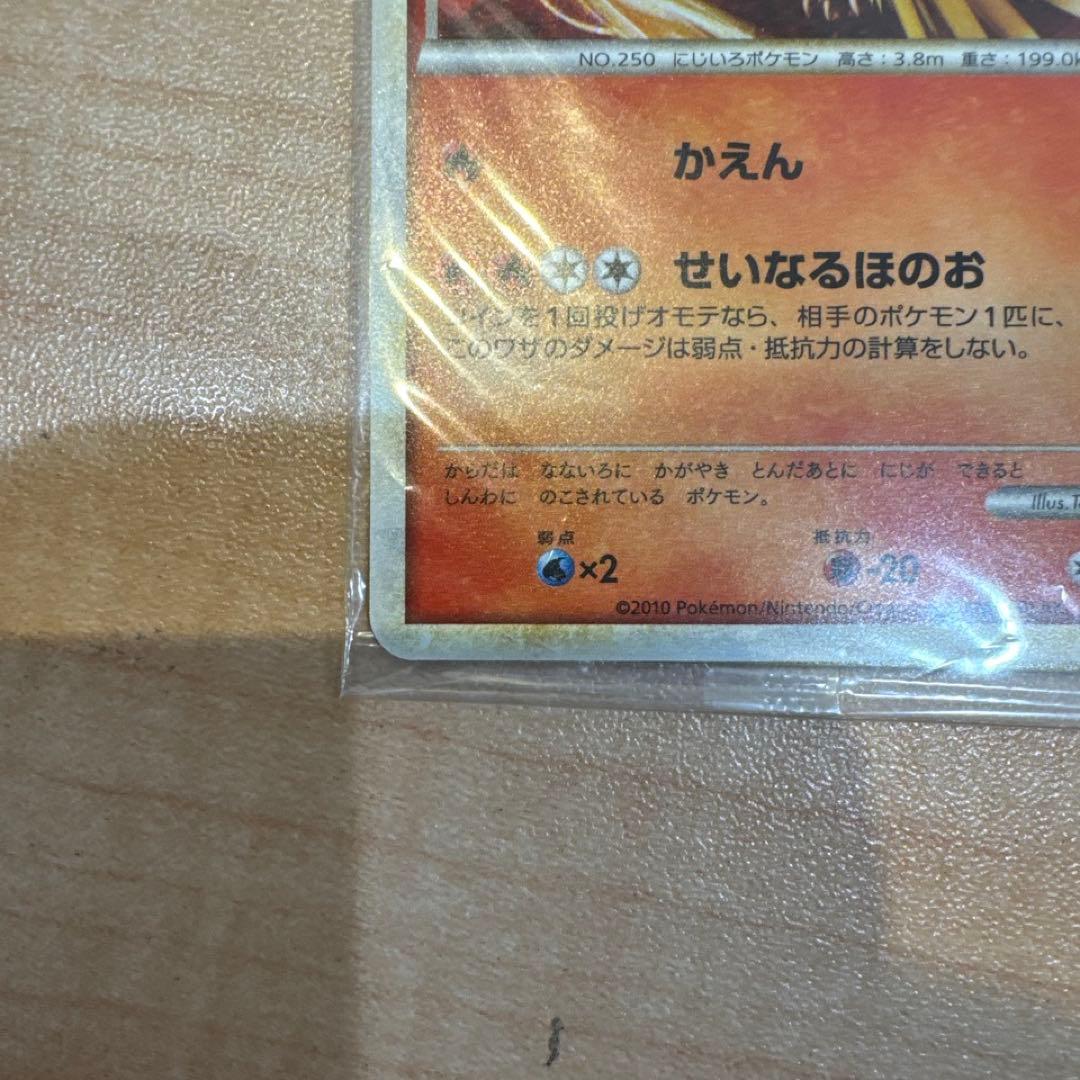 NO.250 にじいろポケモン 高さ：3.8m 重さ：199.0k
かえん
せいなるほのお
コインを1回投げオモテなら、相手のポケモン1匹に、
このワザのダメージは弱点・抵抗力の計算をしない。
からだは なないろに かがやき とんだあとに にじが できると
しんわに のこされている ポケモン。
Illus.
弱点 抵抗力
×2 -20
©2010 Pokémon/Nintendo/